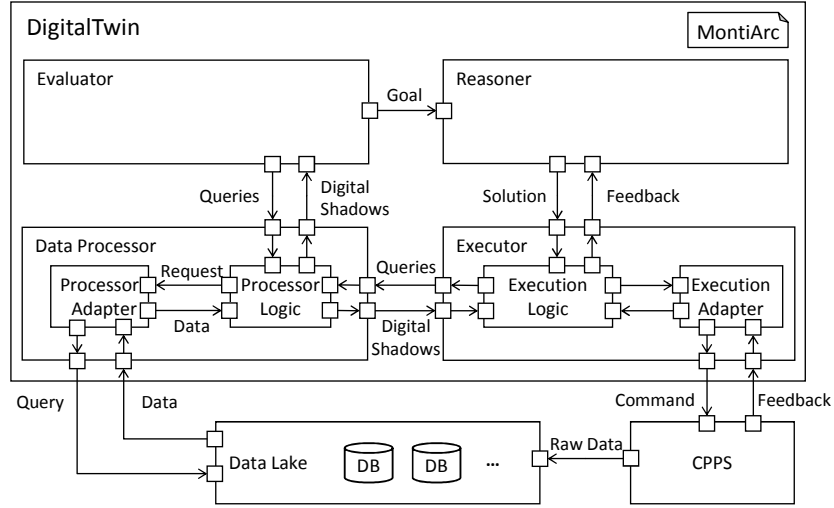 DigitalTwin
MontiArc
Evaluator
Reasoner
Goal
Queries
Digital
Shadows
Solution
Feedback
Data Processor
Executor
Processor
Adapter
Request
Data
Processor
Logic
Queries
Digital
Shadows
Execution
Logic
Execution
Adapter
Query
Data
Command
Feedback
Data Lake
DB
DB
...
Raw Data
CPPS